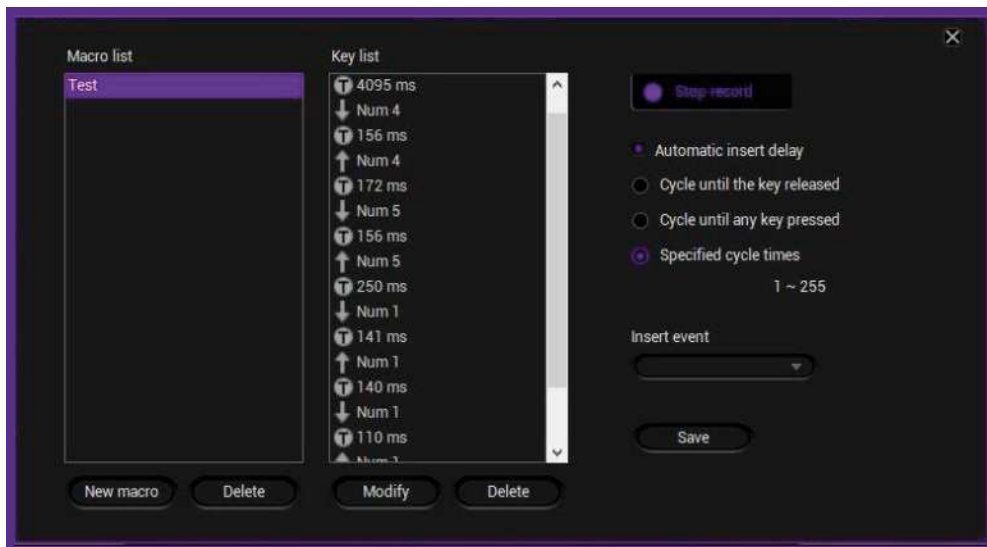 Macro list
Test
New macro
Delete
Key list
4095 ms
Num 4
156 ms
Num 4
172 ms
Num 5
156 ms
Num 5
250 ms
Num 1
141 ms
Num 1
140 ms
Num 1
110 ms
Num 1
Modify
Delete
Stop record
Automatic insert delay
Cycle until the key released
Cycle until any key pressed
Specified cycle times
1 ~ 255
Insert event
Save